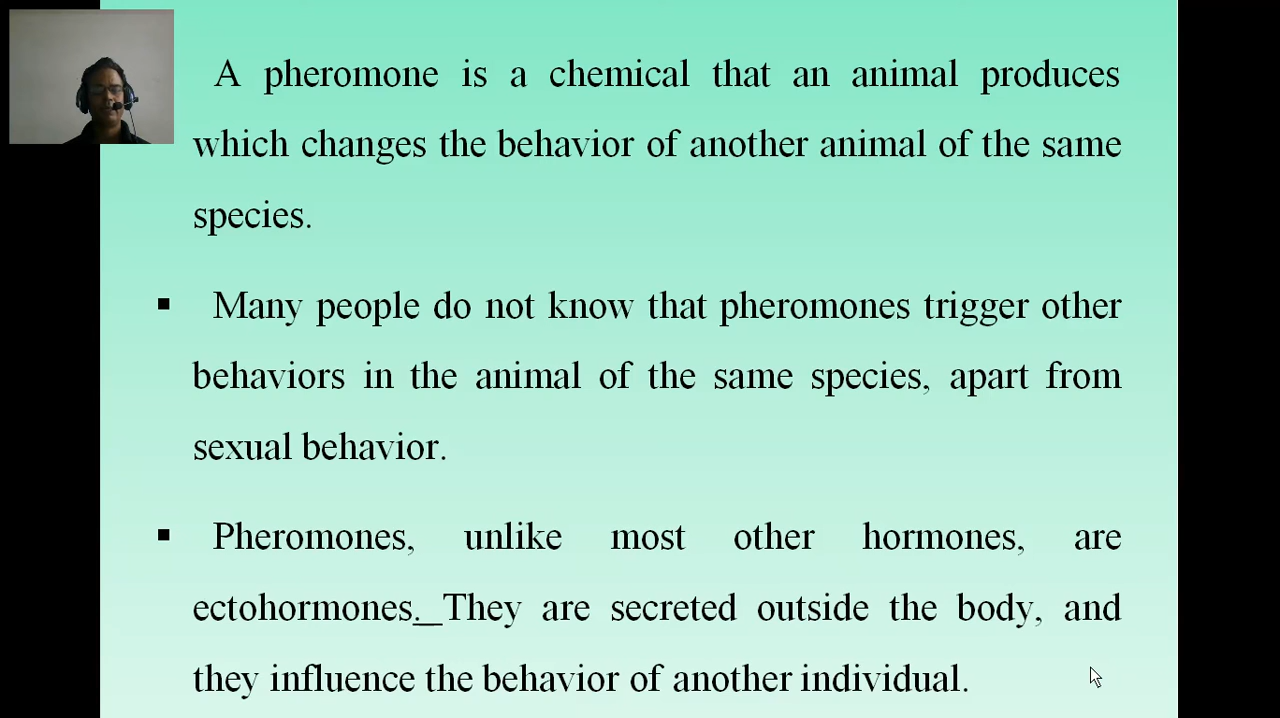 A pheromone is a chemical that an animal produces
which changes the behavior of another animal of the same
species.
▪ Many people do not know that pheromones trigger other
behaviors in the animal of the same species, apart from
sexual behavior.
▪ Pheromones, unlike most other hormones, are
ectohormones. They are secreted outside the body, and
they influence the behavior of another individual.